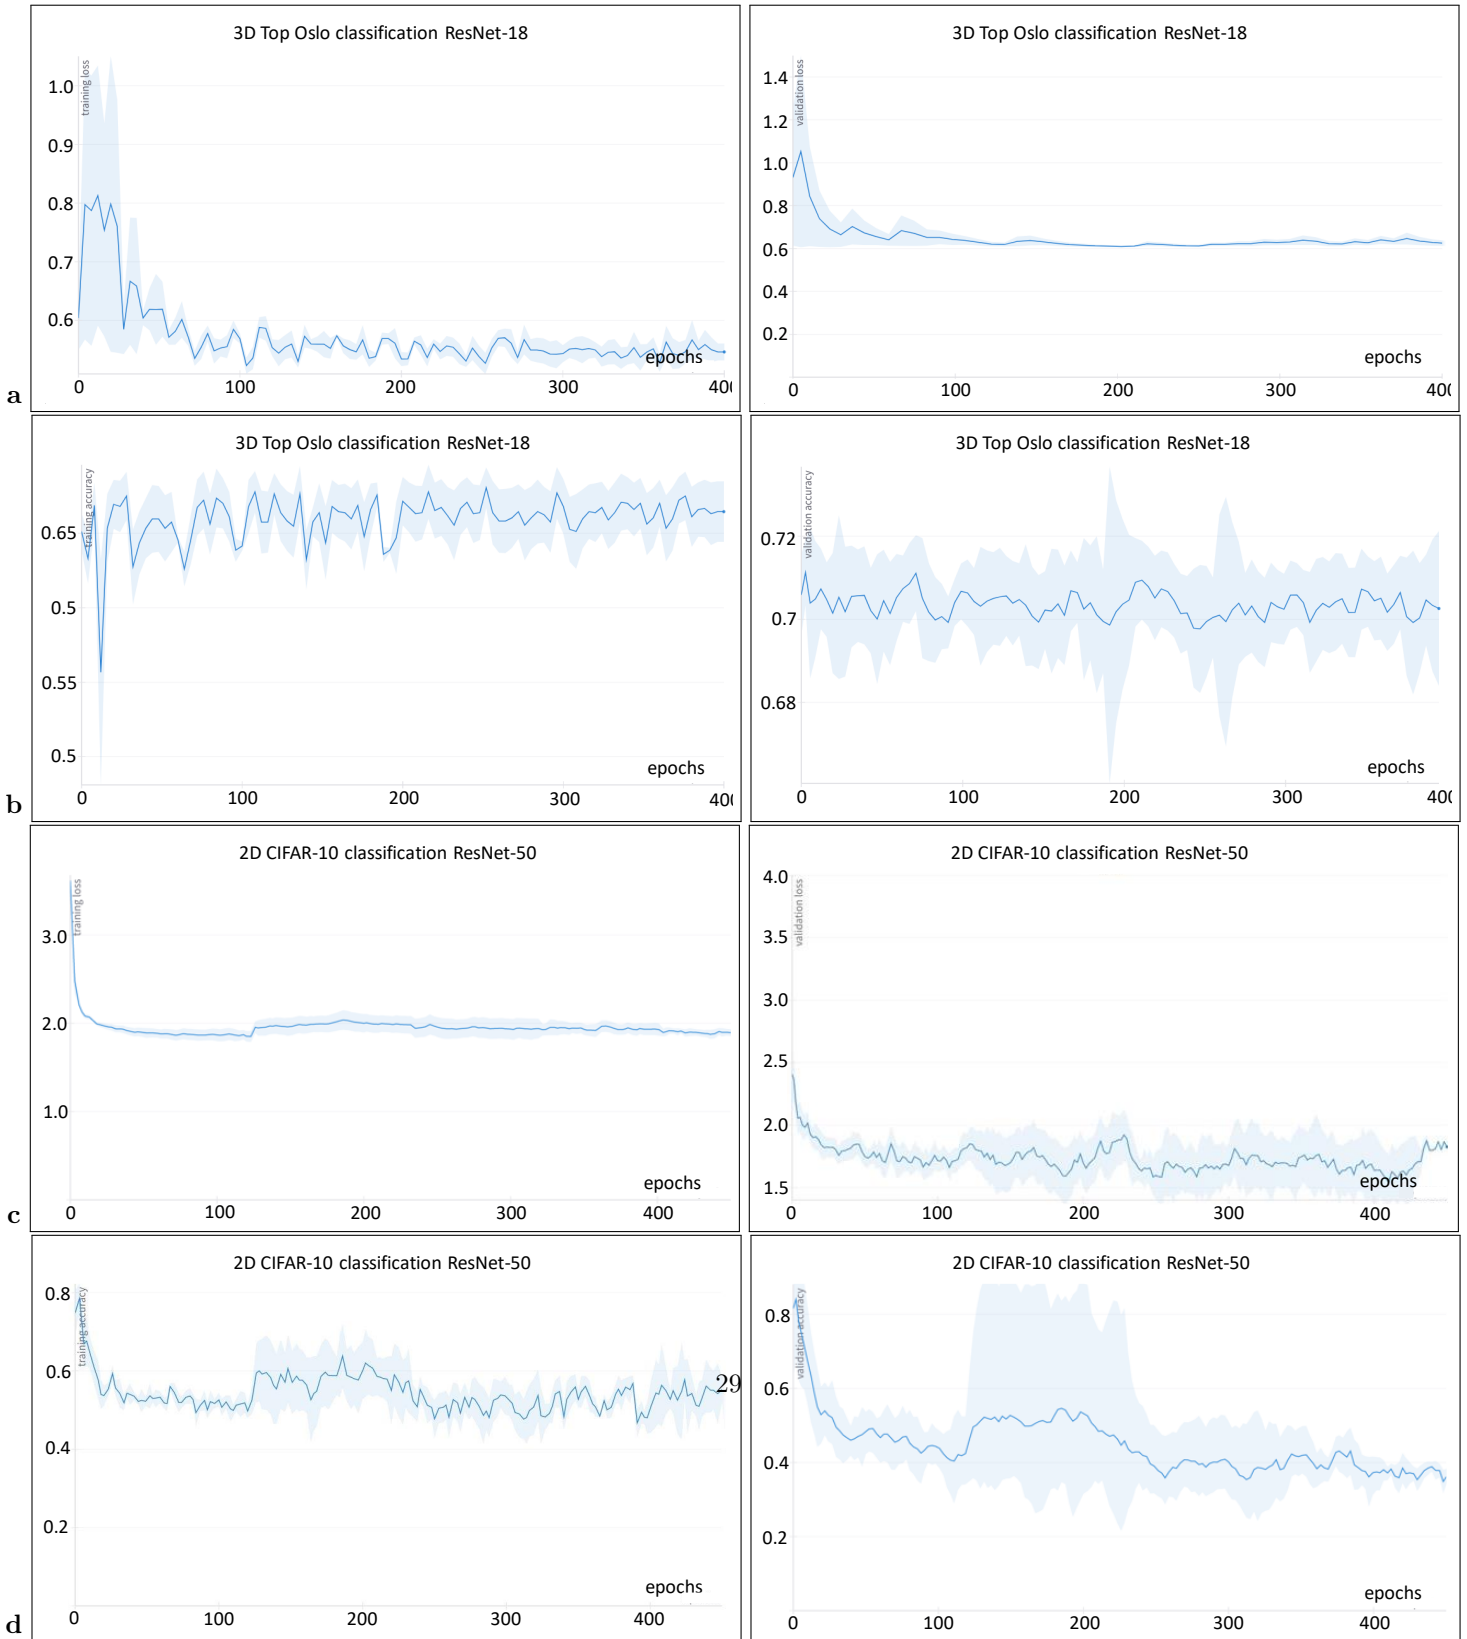 3D Top Oslo classification ResNet-18
training loss
1.0
0.9
0.8
0.7
0.6
epochs
0 100 200 300 400
a
3D Top Oslo classification ResNet-18
validation loss
1.4
1.2
1.0
0.8
0.6
0.4
0.2
epochs
0 100 200 300 400
3D Top Oslo classification ResNet-18
training accuracy
0.65
0.5
0.55
0.5
epochs
0 100 200 300 400
b
3D Top Oslo classification ResNet-18
validation accuracy
0.72
0.7
0.68
epochs
0 100 200 300 400
2D CIFAR-10 classification ResNet-50
training loss
3.0
2.0
1.0
epochs
0 100 200 300 400
c
2D CIFAR-10 classification ResNet-50
validation loss
4.0
3.5
3.0
2.5
2.0
1.5
epochs
0 100 200 300 400
2D CIFAR-10 classification ResNet-50
training accuracy
0.8
0.6
0.4
0.2
epochs
0 100 200 300 400
d
29
2D CIFAR-10 classification ResNet-50
validation accuracy
0.8
0.6
0.4
0.2
epochs
0 100 200 300 400